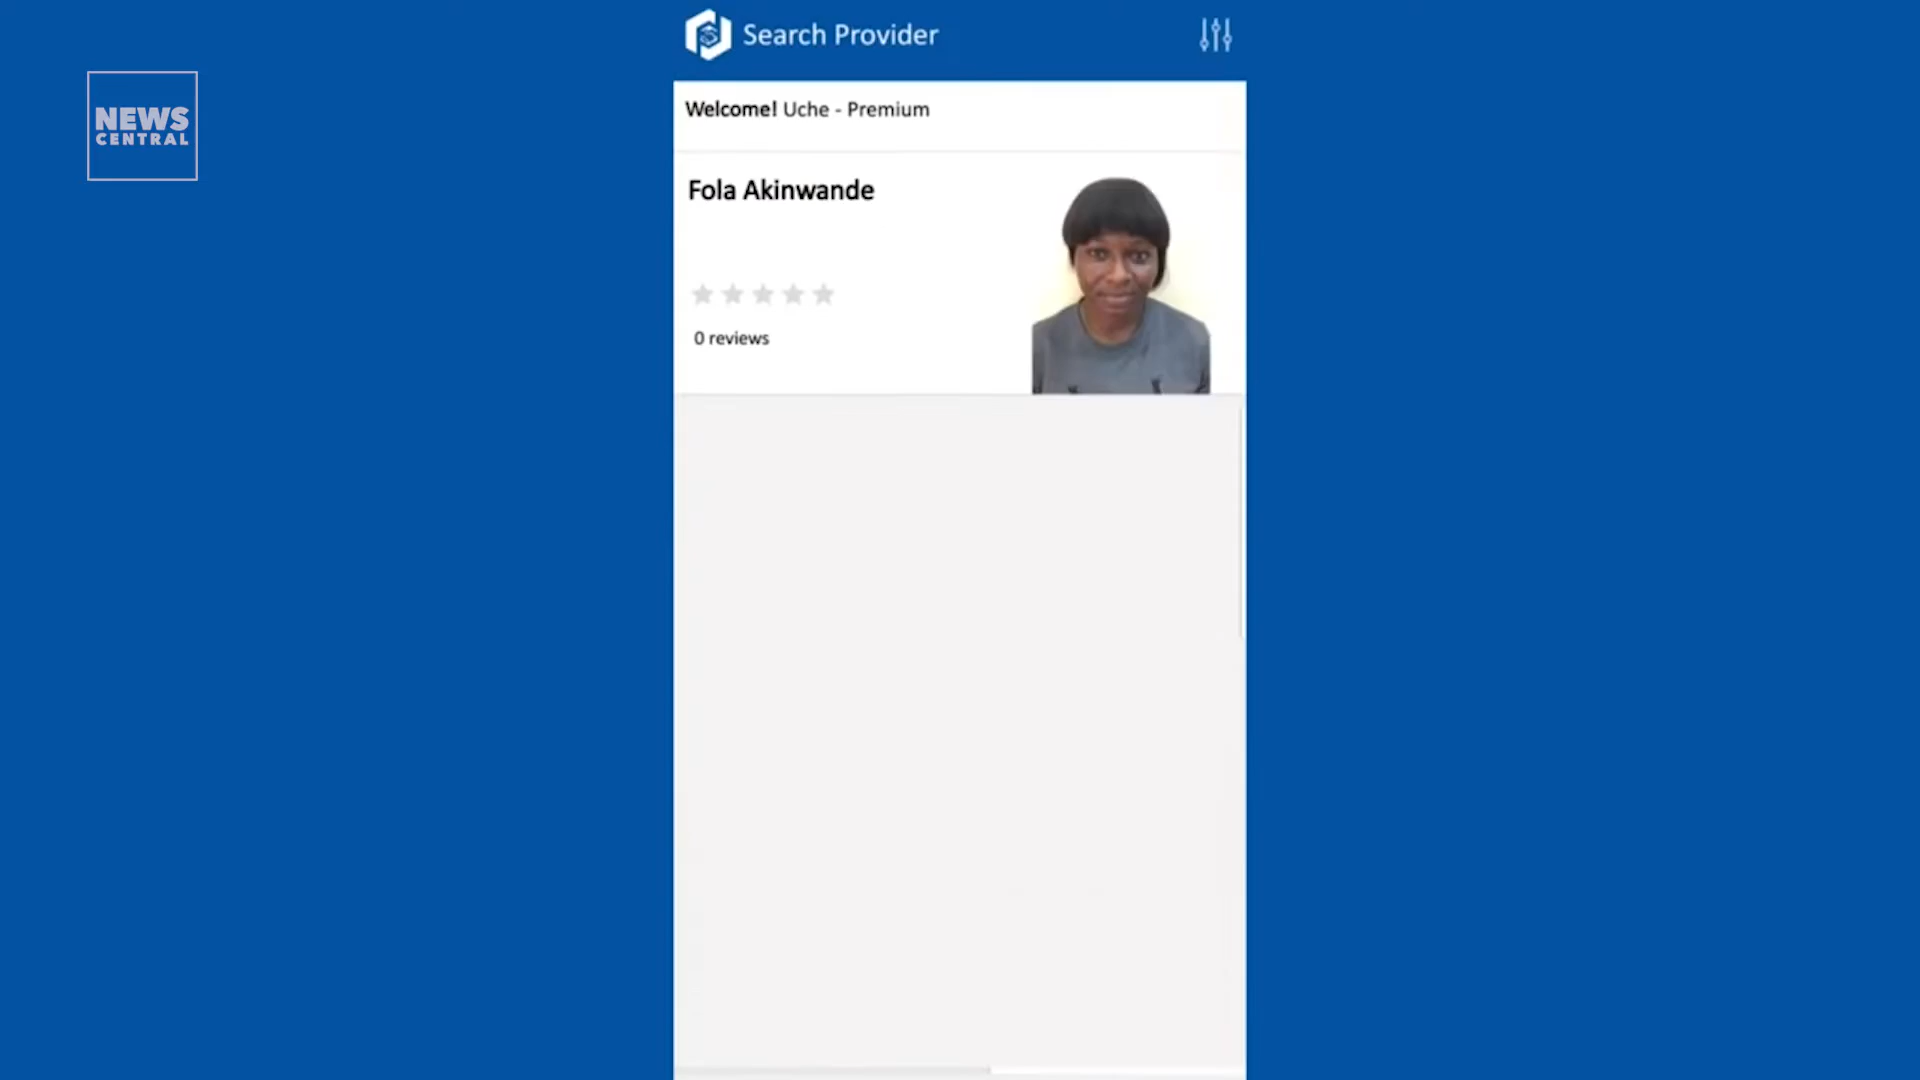 Search Provider
NEWS
CENTRAL
Welcome! Uche - Premium
Fola Akinwande
0 reviews